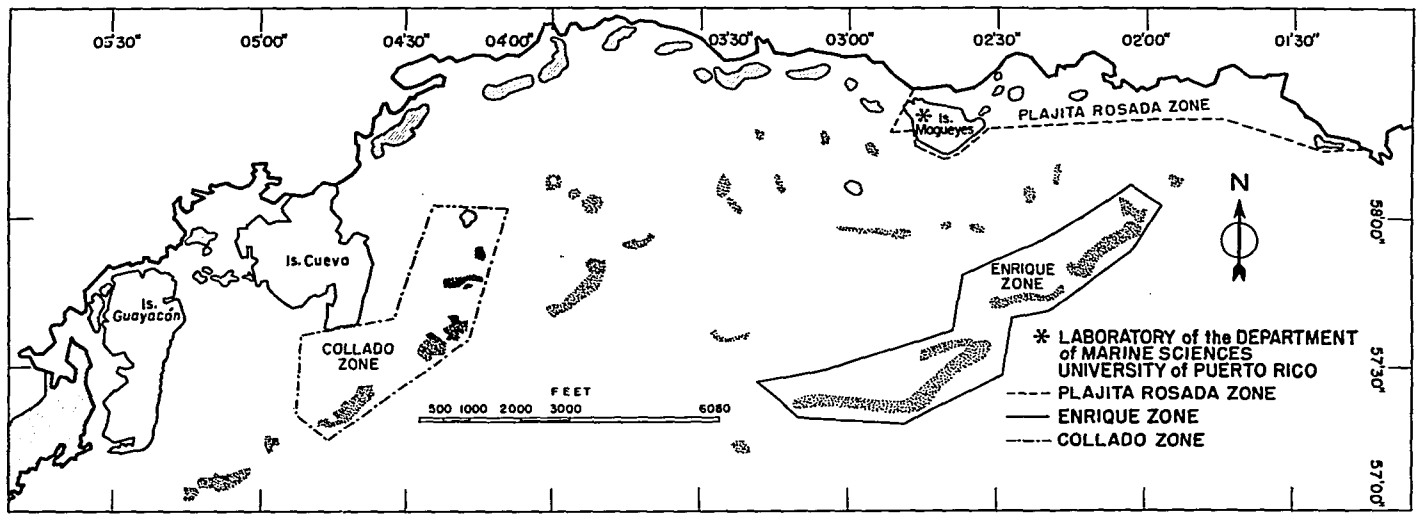 05'30" 05'00" 04'30" 04'00" 03'30" 03'00" 02'30" 02'00" 01'30"
Is.
Magueyes
PLAJITA ROSADA ZONE
N
58'00"
Is. Cueva
ENRIQUE
ZONE
Is.
Guayacán
COLLADO
ZONE
* LABORATORY of the DEPARTMENT
of MARINE SCIENCES
UNIVERSITY of PUERTO RICO
57'30"
PLAJITA ROSADA ZONE
FEET
500 1000 2000 3000 6080
ENRIQUE ZONE
COLLADO ZONE
57'00"